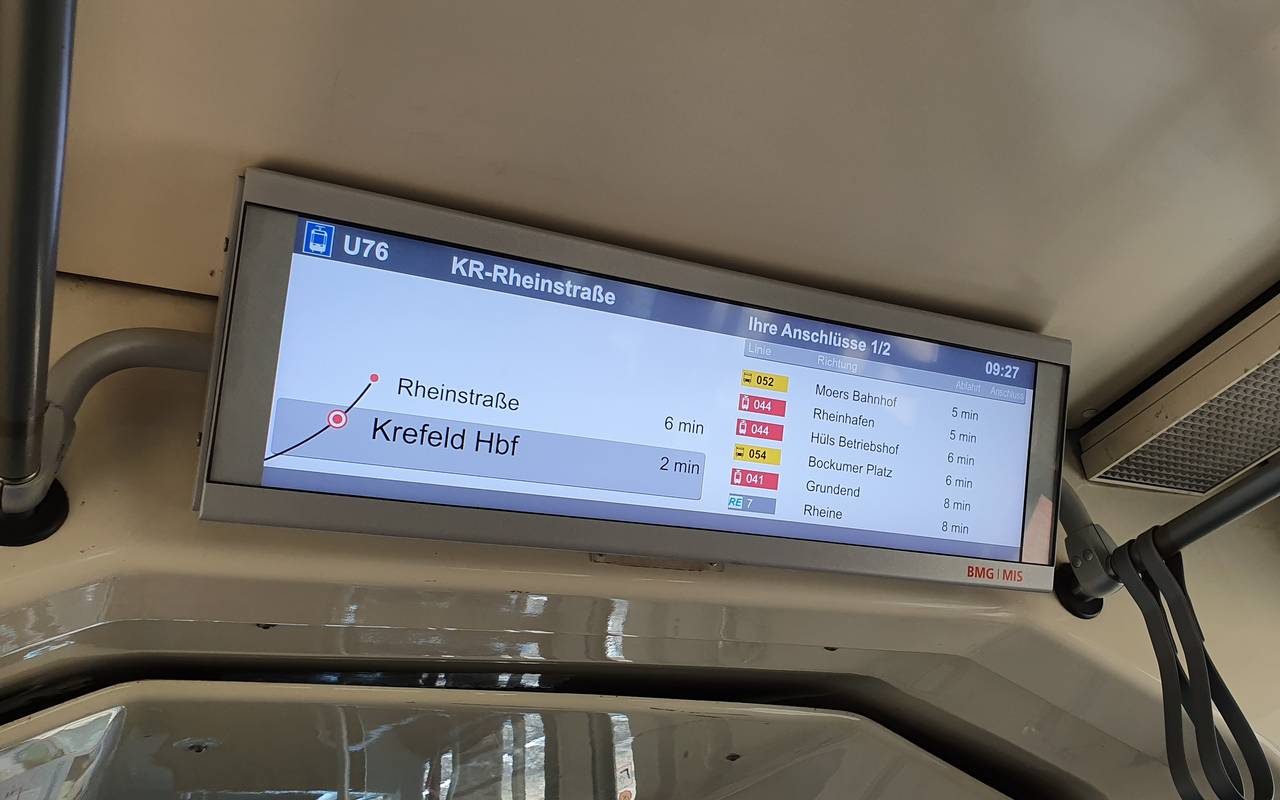 U76 KR-Rheinstraße
Ihre Anschlüsse 1/2 09:27
Linie Richtung Abfahrt Anschluss
Rheinstraße 6 min
Krefeld Hbf 2 min
052 Moers Bahnhof 5 min
044 Rheinhafen 5 min
044 Hüls Betriebshof 6 min
054 Bockumer Platz 6 min
041 Grundend 8 min
RE 7 Rheine 8 min
BMG | MIS